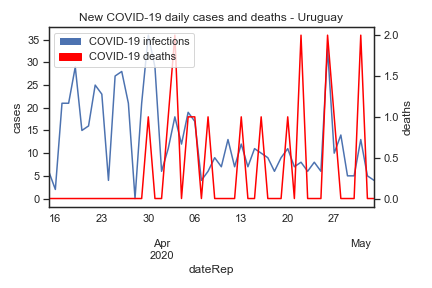 New COVID-19 daily cases and deaths - Uruguay
COVID-19 infections
COVID-19 deaths
35
30
25
20
15
10
5
0
cases
2.0
1.5
1.0
0.5
0.0
deaths
16 23 30 06 13 20 27
Apr May
2020
dateRep